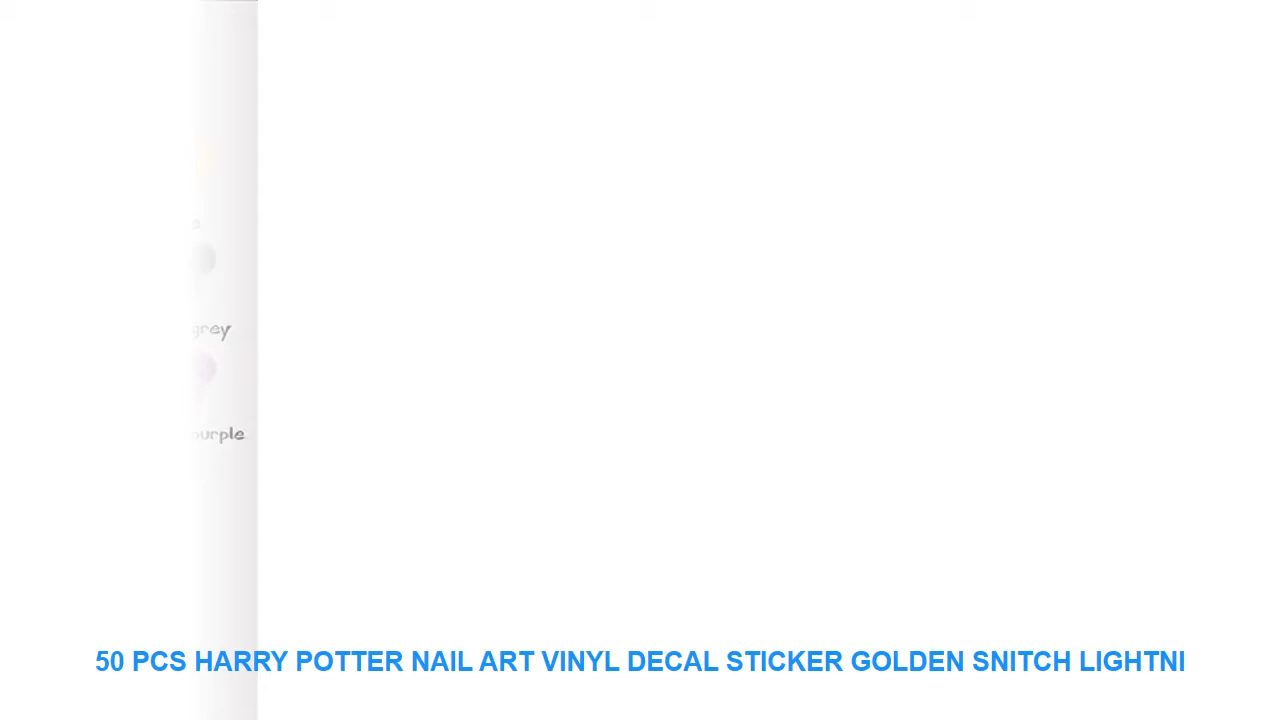 grey
purple
50 PCS HARRY POTTER NAIL ART VINYL DECAL STICKER GOLDEN SNITCH LIGHTNI